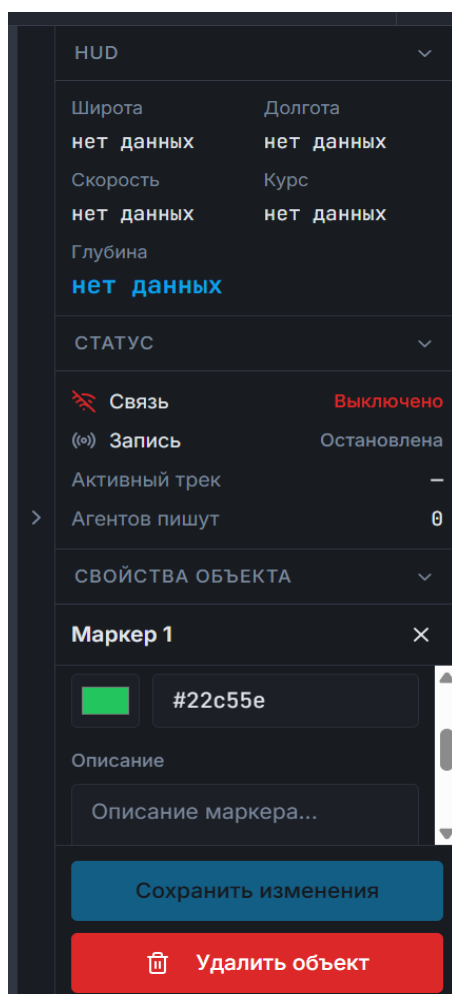 HUD
Широта Долгота
нет данных нет данных
Скорость Курс
нет данных нет данных
Глубина
нет данных
СТАТУС
Связь Выключено
Запись Остановлена
Активный трек —
Агентов пишут 0
СВОЙСТВА ОБЪЕКТА
Маркер 1
#22c55e
Описание
Описание маркера...
Сохранить изменения
Удалить объект